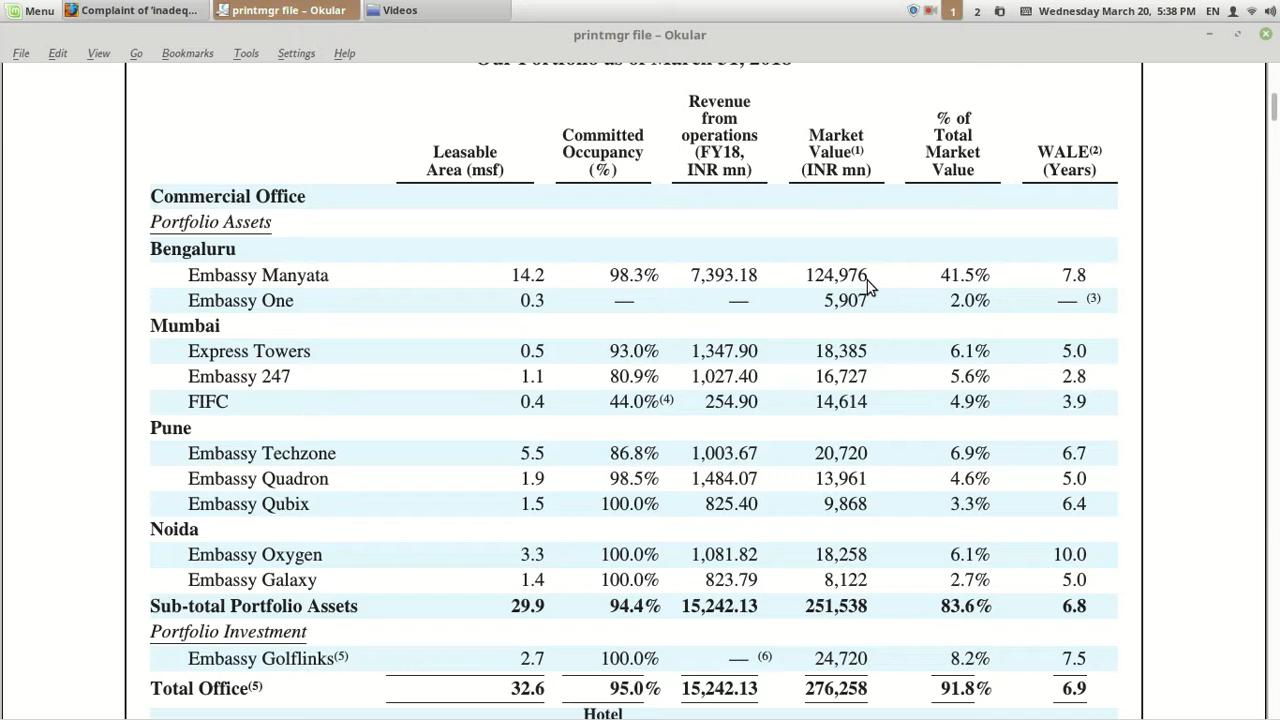 Menu Complaint of 'inadeq... printmgr file – Okular Videos 1 2 Wednesday March 20, 5:38 PM EN
printmgr file – Okular
File Edit View Go Bookmarks Tools Settings Help
Our Portfolio as of March 31, 2018
Leasable Area (msf) Committed Occupancy (%) Revenue from operations (FY18, INR mn) Market Value(1) (INR mn) % of Total Market Value WALE(2) (Years)
Commercial Office
Portfolio Assets
Bengaluru
Embassy Manyata 14.2 98.3% 7,393.18 124,976 41.5% 7.8
Embassy One 0.3 — — 5,907 2.0% — (3)
Mumbai
Express Towers 0.5 93.0% 1,347.90 18,385 6.1% 5.0
Embassy 247 1.1 80.9% 1,027.40 16,727 5.6% 2.8
FIFC 0.4 44.0%(4) 254.90 14,614 4.9% 3.9
Pune
Embassy Techzone 5.5 86.8% 1,003.67 20,720 6.9% 6.7
Embassy Quadron 1.9 98.5% 1,484.07 13,961 4.6% 5.0
Embassy Qubix 1.5 100.0% 825.40 9,868 3.3% 6.4
Noida
Embassy Oxygen 3.3 100.0% 1,081.82 18,258 6.1% 10.0
Embassy Galaxy 1.4 100.0% 823.79 8,122 2.7% 5.0
Sub-total Portfolio Assets 29.9 94.4% 15,242.13 251,538 83.6% 6.8
Portfolio Investment
Embassy Golflinks(5) 2.7 100.0% — (6) 24,720 8.2% 7.5
Total Office(5) 32.6 95.0% 15,242.13 276,258 91.8% 6.9
Hotel